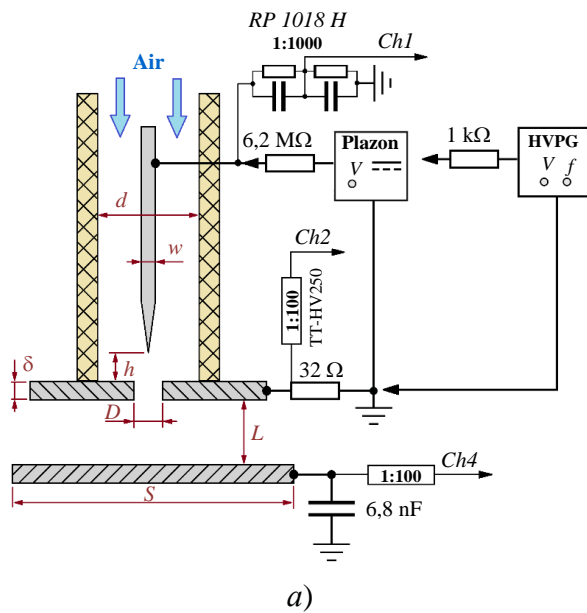 RP 1018 H
1:1000
Ch1
Air
6,2 MΩ
Plazon
V
1 kΩ
HVPG
V f
d
w
Ch2
1:100
TT-HV250
δ
h
32 Ω
D
L
S
1:100
Ch4
6,8 nF
a)